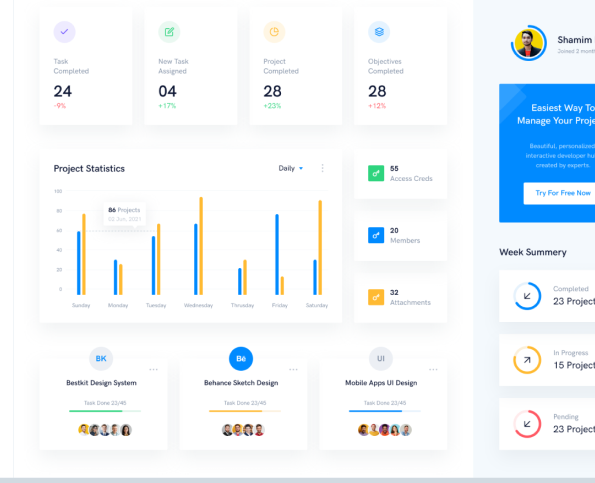 Task
Completed
24
-9%
New Task
Assigned
04
+17%
Project
Completed
28
+23%
Objectives
Completed
28
+12%
Shamim
Joined 2 month
Easiest Way To
Manage Your Proje
Beautiful, personalized
interactive developer hu
created by experts.
Try For Free Now
Project Statistics
Daily
100
80
60
40
20
0
86 Projects
02 Jun, 2021
Sunday
Monday
Tuesday
Wednesday
Thrusday
Friday
Saturday
55
Access Creds
20
Members
32
Attachments
Week Summery
Completed
23 Project
In Progress
15 Project
Pending
23 Project
BK
Bestkit Design System
Task Done 23/45
Bē
Behance Sketch Design
Task Done 23/45
UI
Mobile Apps UI Design
Task Done 23/45